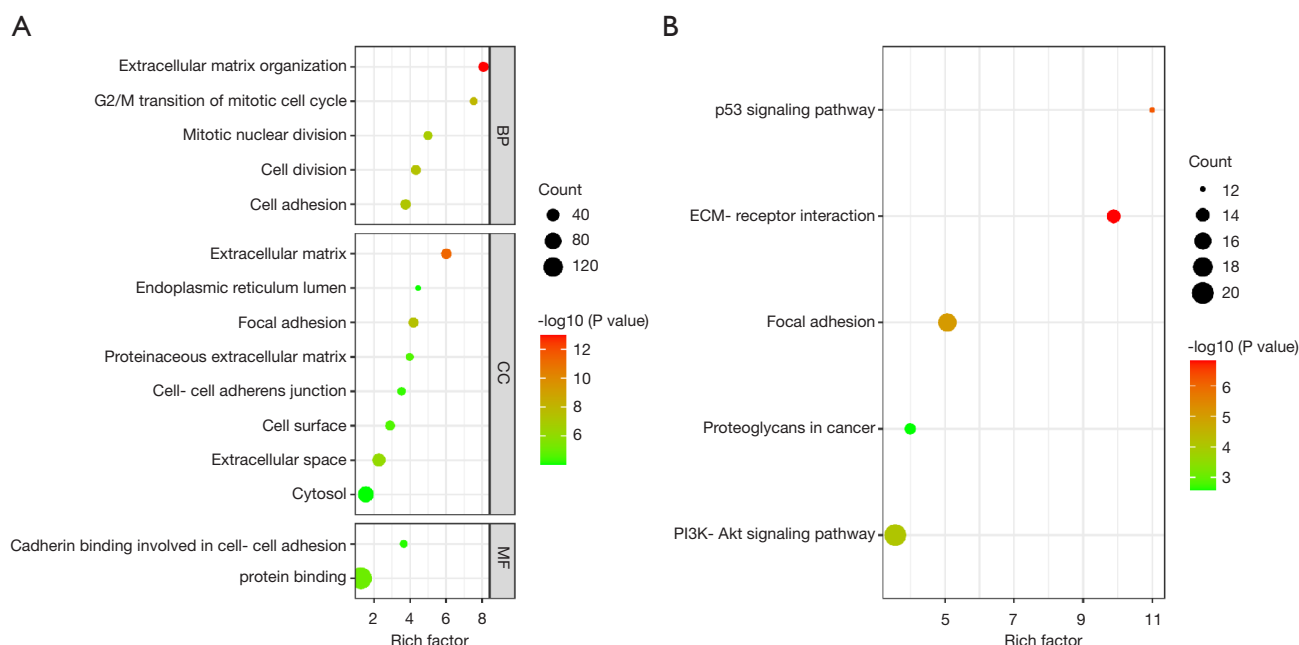 A
Extracellular matrix organization
G2/M transition of mitotic cell cycle
Mitotic nuclear division
Cell division
Cell adhesion
BP
Extracellular matrix
Endoplasmic reticulum lumen
Focal adhesion
Proteinaceous extracellular matrix
Cell- cell adherens junction
Cell surface
Extracellular space
Cytosol
CC
Cadherin binding involved in cell- cell adhesion
protein binding
MF
2 4 6 8
Rich factor
Count
40
80
120
-log10 (P value)
12
10
8
6
B
p53 signaling pathway
ECM- receptor interaction
Focal adhesion
Proteoglycans in cancer
PI3K- Akt signaling pathway
5 7 9 11
Rich factor
Count
12
14
16
18
20
-log10 (P value)
6
5
4
3